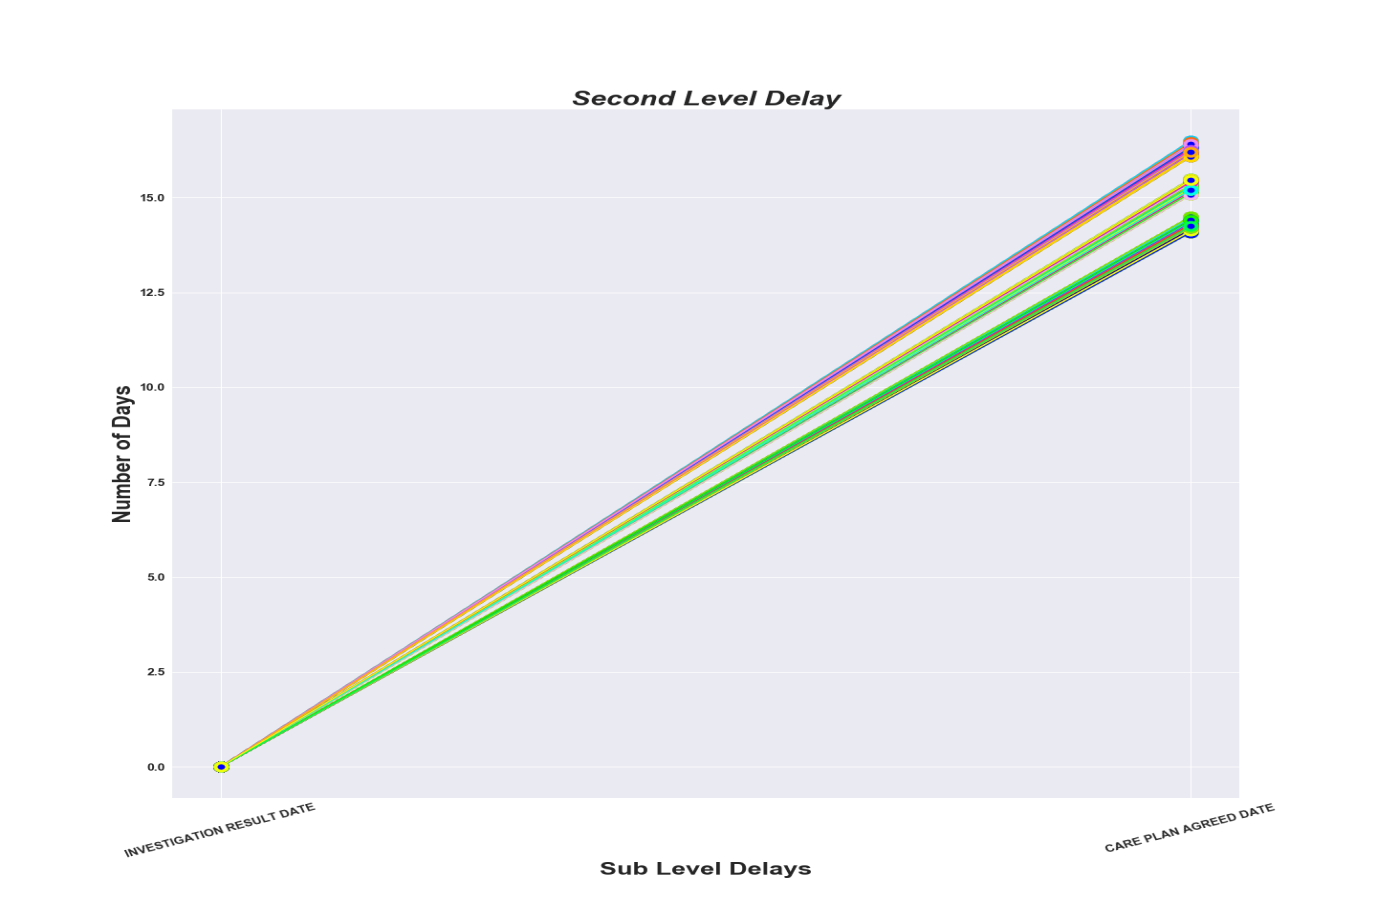 Second Level Delay
15.0
12.5
10.0
7.5
5.0
2.5
0.0
Number of Days
INVESTIGATION RESULT DATE
CARE PLAN AGREED DATE
Sub Level Delays